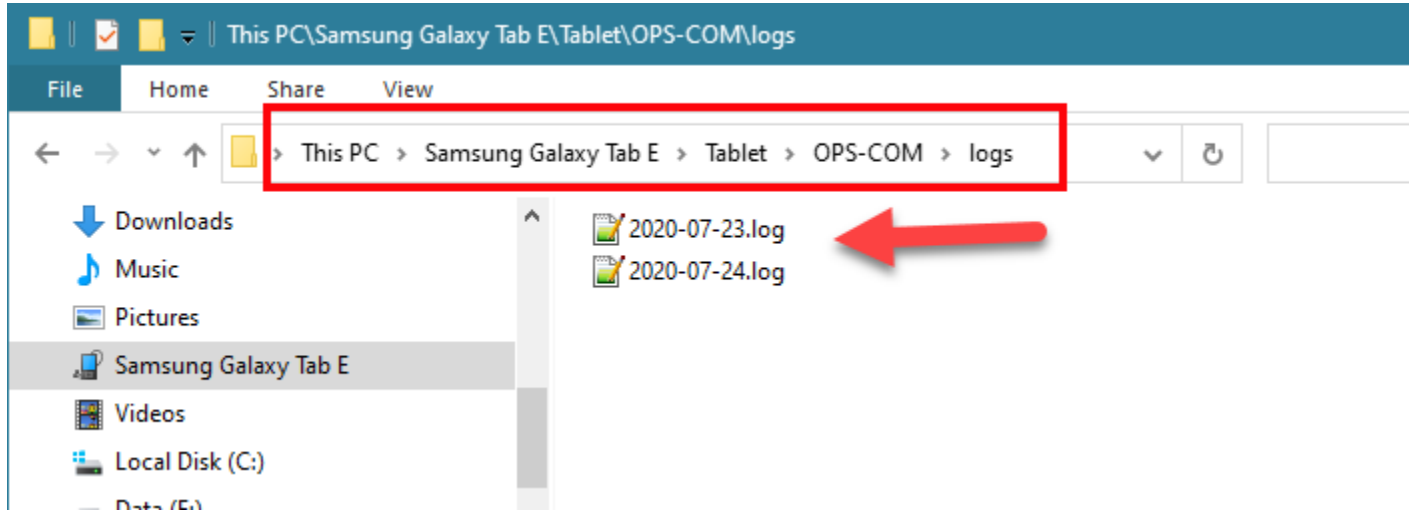 This PC\Samsung Galaxy Tab E\Tablet\OPS-COM\logs
File Home Share View
This PC > Samsung Galaxy Tab E > Tablet > OPS-COM > logs
Downloads
Music
Pictures
Samsung Galaxy Tab E
Videos
Local Disk (C:)
2020-07-23.log
2020-07-24.log